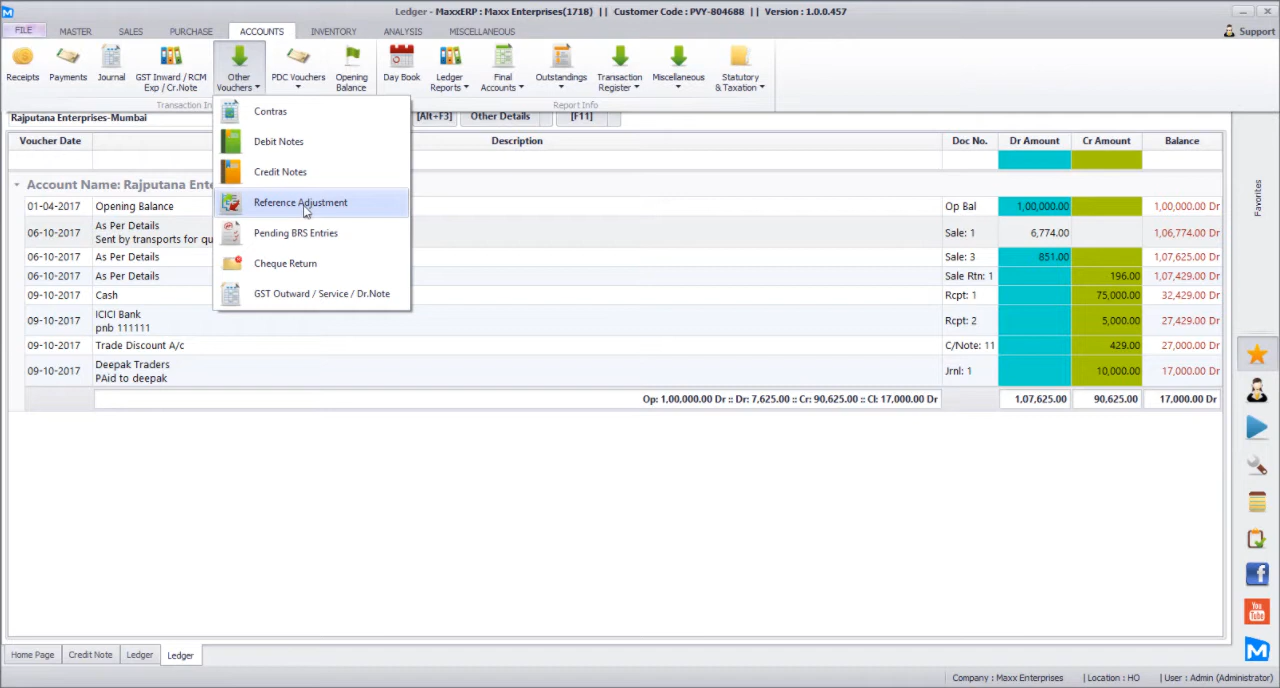 Ledger - MaxxERP : Maxx Enterprises(1718) || Customer Code : PVY-804688 || Version : 1.0.0.457
FILE MASTER SALES PURCHASE ACCOUNTS INVENTORY ANALYSIS MISCELLANEOUS Support
Receipts Payments Journal GST Inward / RCM Exp / Cr.Note Other Vouchers PDC Vouchers Opening Balance Day Book Ledger Reports Final Accounts Outstandings Transaction Register Miscellaneous Statutory & Taxation
Transaction In Report Info
Rajputana Enterprises-Mumbai [Alt+F3] Other Details [F11]
Contras
Debit Notes
Credit Notes
Reference Adjustment
Pending BRS Entries
Cheque Return
GST Outward / Service / Dr.Note
Voucher Date Description Doc No. Dr Amount Cr Amount Balance
Account Name: Rajputana Ente
01-04-2017 Opening Balance Op Bal 1,00,000.00 1,00,000.00 Dr
06-10-2017 As Per Details Sale: 1 6,774.00 1,06,774.00 Dr
Sent by transports for qu
06-10-2017 As Per Details Sale: 3 851.00 1,07,625.00 Dr
06-10-2017 As Per Details Sale Rtn: 1 196.00 1,07,429.00 Dr
09-10-2017 Cash Rcpt: 1 75,000.00 32,429.00 Dr
09-10-2017 ICICI Bank Rcpt: 2 5,000.00 27,429.00 Dr
pnb 111111
09-10-2017 Trade Discount A/c C/Note: 11 429.00 27,000.00 Dr
09-10-2017 Deepak Traders Jrnl: 1 10,000.00 17,000.00 Dr
PAid to deepak
Op: 1,00,000.00 Dr :: Dr: 7,625.00 :: Cr: 90,625.00 :: Cl: 17,000.00 Dr 1,07,625.00 90,625.00 17,000.00 Dr
Favorites
You Tube
Home Page Credit Note Ledger Ledger
Company : Maxx Enterprises | Location : HO | User : Admin (Administrator)